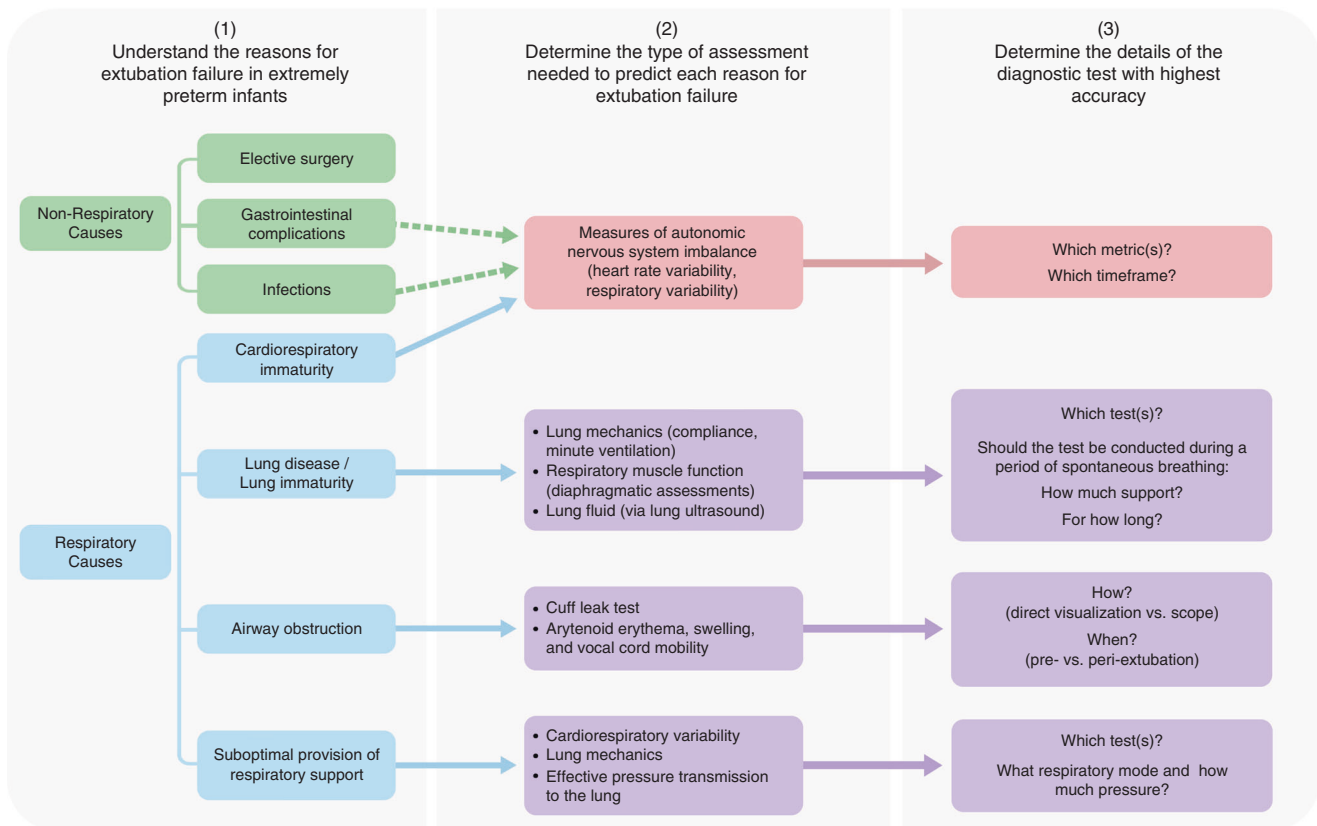 (1)
Understand the reasons for
extubation failure in extremely
preterm infants
(2)
Determine the type of assessment
needed to predict each reason for
extubation failure
(3)
Determine the details of the
diagnostic test with highest
accuracy
Non-Respiratory
Causes
Elective surgery
Gastrointestinal
complications
Infections
Measures of autonomic
nervous system imbalance
(heart rate variability,
respiratory variability)
Which metric(s)?
Which timeframe?
Respiratory
Causes
Cardiorespiratory
immaturity
Lung disease /
Lung immaturity
• Lung mechanics (compliance,
minute ventilation)
• Respiratory muscle function
(diaphragmatic assessments)
• Lung fluid (via lung ultrasound)
Which test(s)?
Should the test be conducted during a
period of spontaneous breathing:
How much support?
For how long?
Airway obstruction
• Cuff leak test
• Arytenoid erythema, swelling,
and vocal cord mobility
How?
(direct visualization vs. scope)
When?
(pre- vs. peri-extubation)
Suboptimal provision of
respiratory support
• Cardiorespiratory variability
• Lung mechanics
• Effective pressure transmission
to the lung
Which test(s)?
What respiratory mode and how
much pressure?